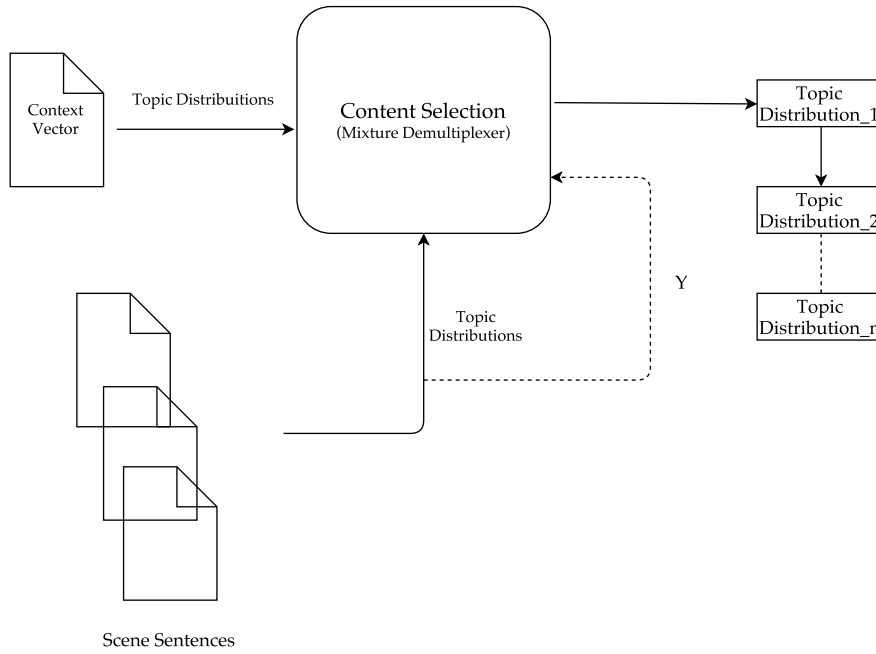 Context
Vector
Topic Distribuitions
Content Selection
(Mixture Demultiplexer)
Topic
Distribution_1
Topic
Distribution_2
Y
Topic
Distributions
Topic
Distribution_n
Scene Sentences